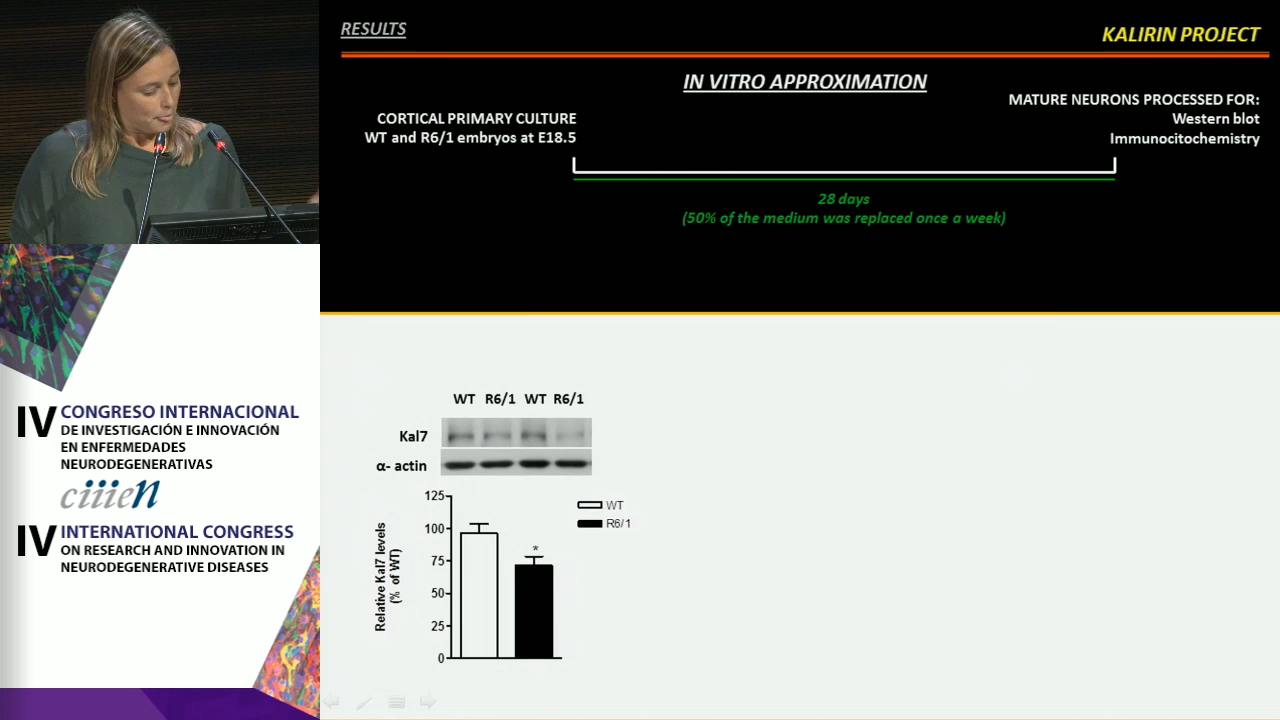 RESULTS
KALIRIN PROJECT
IN VITRO APPROXIMATION
CORTICAL PRIMARY CULTURE
WT and R6/1 embryos at E18.5
MATURE NEURONS PROCESSED FOR:
Western blot
Immunocitochemistry
28 days
(50% of the medium was replaced once a week)
WT R6/1 WT R6/1
Kal7
α- actin
125
100
75
50
25
0
Relative Kal7 levels
(% of WT)
*
WT
R6/1
IV CONGRESO INTERNACIONAL
DE INVESTIGACIÓN E INNOVACIÓN
EN ENFERMEDADES
NEURODEGENERATIVAS
ciiien
IV INTERNATIONAL CONGRESS
ON RESEARCH AND INNOVATION IN
NEURODEGENERATIVE DISEASES